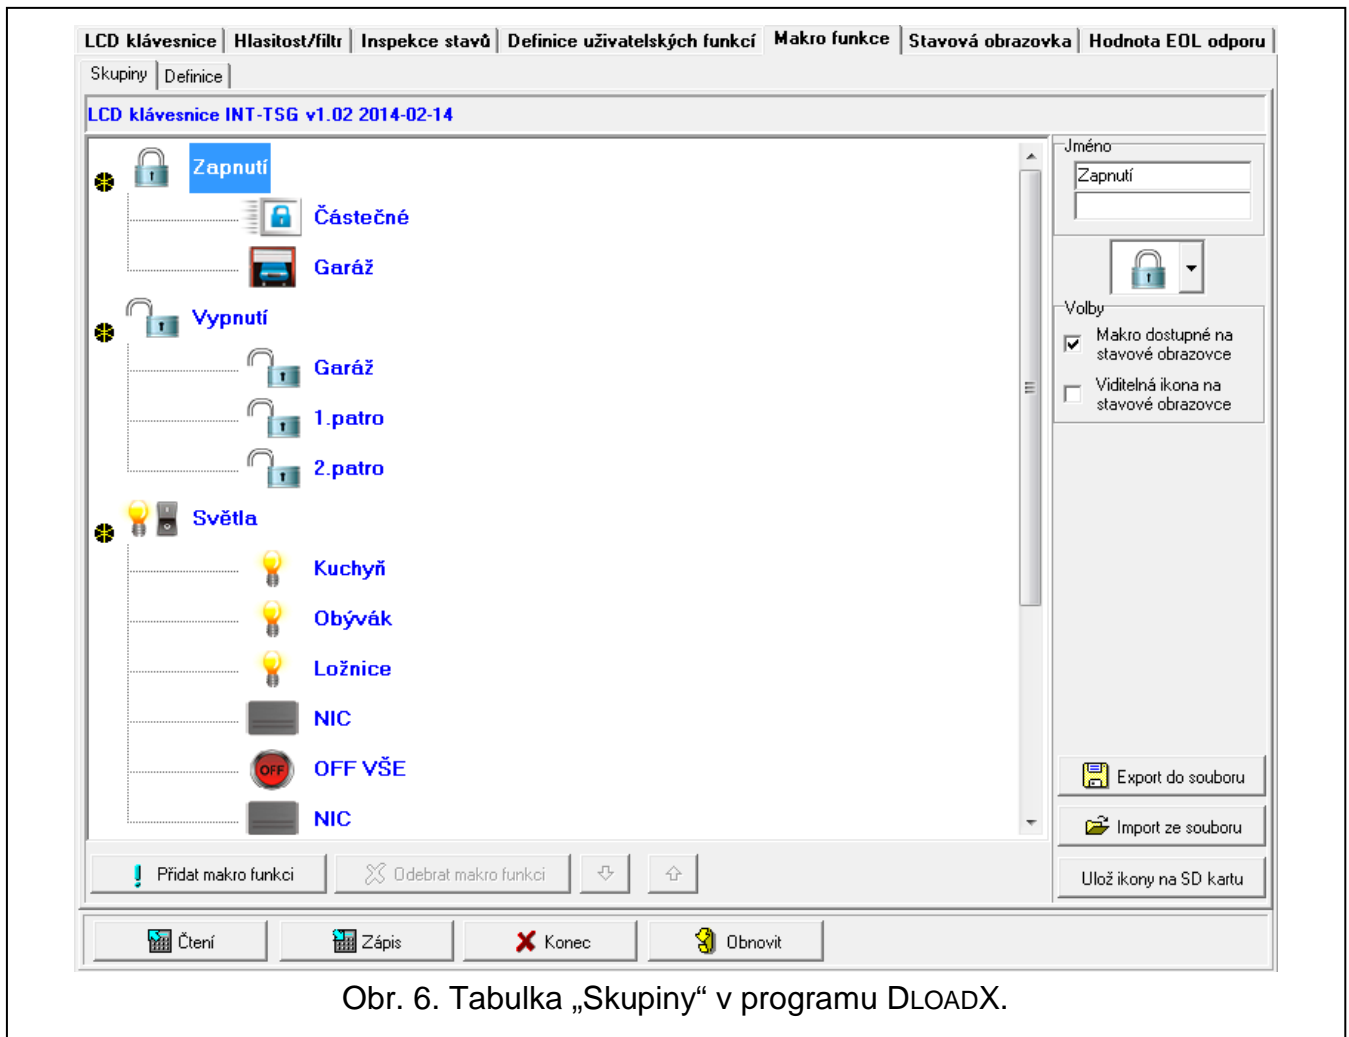 LCD klávesnice Hlasitost/filtr Inspekce stavů Definice uživatelských funkcí Makro funkce Stavová obrazovka Hodnota EOL odporu
Skupiny Definice
LCD klávesnice INT-TSG v1.02 2014-02-14
Zapnutí
Částečné
Garáž
Vypnutí
Garáž
1.patro
2.patro
Světla
Kuchyň
Obývák
Ložnice
NIC
OFF
OFF VŠE
NIC
Jméno
Zapnutí
Volby
Makro dostupné na
stavové obrazovce
Viditelná ikona na
stavové obrazovce
Export do souboru
Import ze souboru
Ulož ikony na SD kartu
Přidat makro funkci Odebrat makro funkci
Čtení Zápis Konec Obnovit
Obr. 6. Tabulka „Skupiny“ v programu DLOADX.